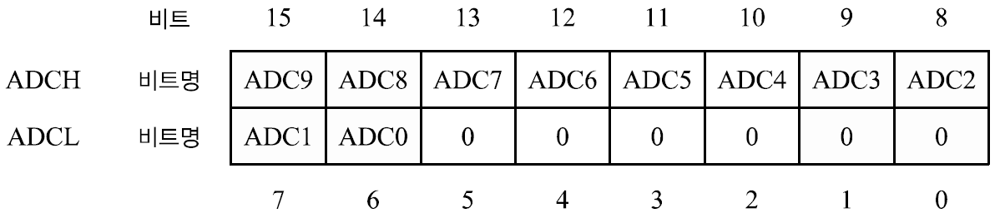 비트 15 14 13 12 11 10 9 8
ADCH 비트명 ADC9 ADC8 ADC7 ADC6 ADC5 ADC4 ADC3 ADC2
ADCL 비트명 ADC1 ADC0 0 0 0 0 0 0
7 6 5 4 3 2 1 0